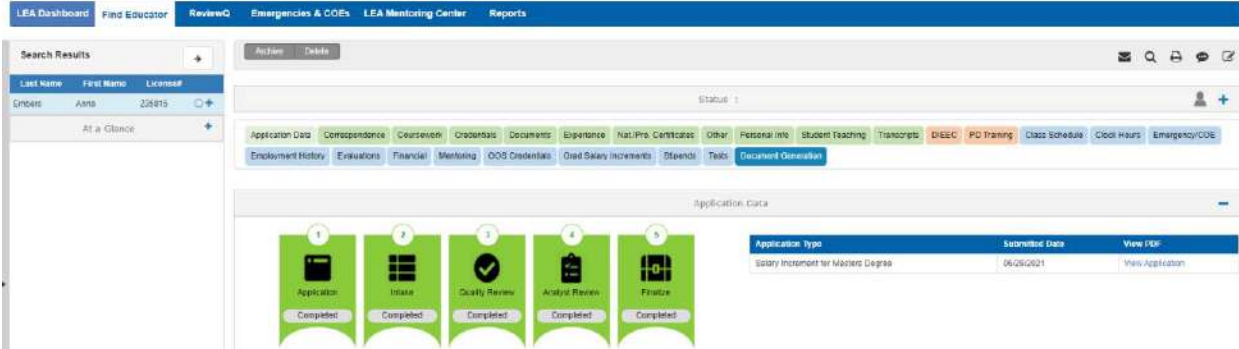 LEA Dashboard Find Educator ReviewQ Emergencies & COEs LEA Mentoring Center Reports
Search Results
Archive Delete
Last Name First Name License#
Status :
At a Glance
Application Data Correspondence Coursework Credentials Documents Experience Nat./Pro. Certificates Other Personal Info Student Teaching Transcripts DIEEC PD Training Class Schedule Clock Hours Emergency/COE
Employment History Evaluations Financial Mentoring OOS Credentials Grad Salary Increments Stipends Tests Document Generation
Application Data
1 2 3 4 5
Application Intake Quality Review Analyst Review Finalize
Completed Completed Completed Completed Completed
Application Type Submitted Date View PDF
Salary Increment for Masters Degree 06/26/2021 View Application